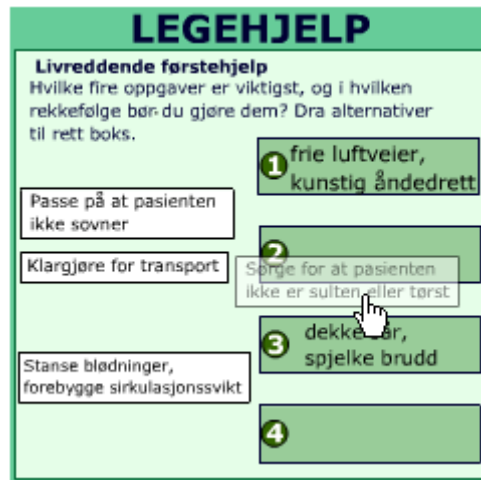 LEGEHJELP
Livreddende førstehjelp
Hvilke fire oppgaver er viktigst, og i hvilken
rekkefølge bør du gjøre dem? Dra alternativer
til rett boks.
1 frie luftveier,
kunstig åndedrett
Passe på at pasienten
ikke sovner
2
Klargjøre for transport
Sørge for at pasienten
ikke er sulten eller tørst
3 dekke sår,
spjelke brudd
Stanse blødninger,
forebygge sirkulasjonssvikt
4